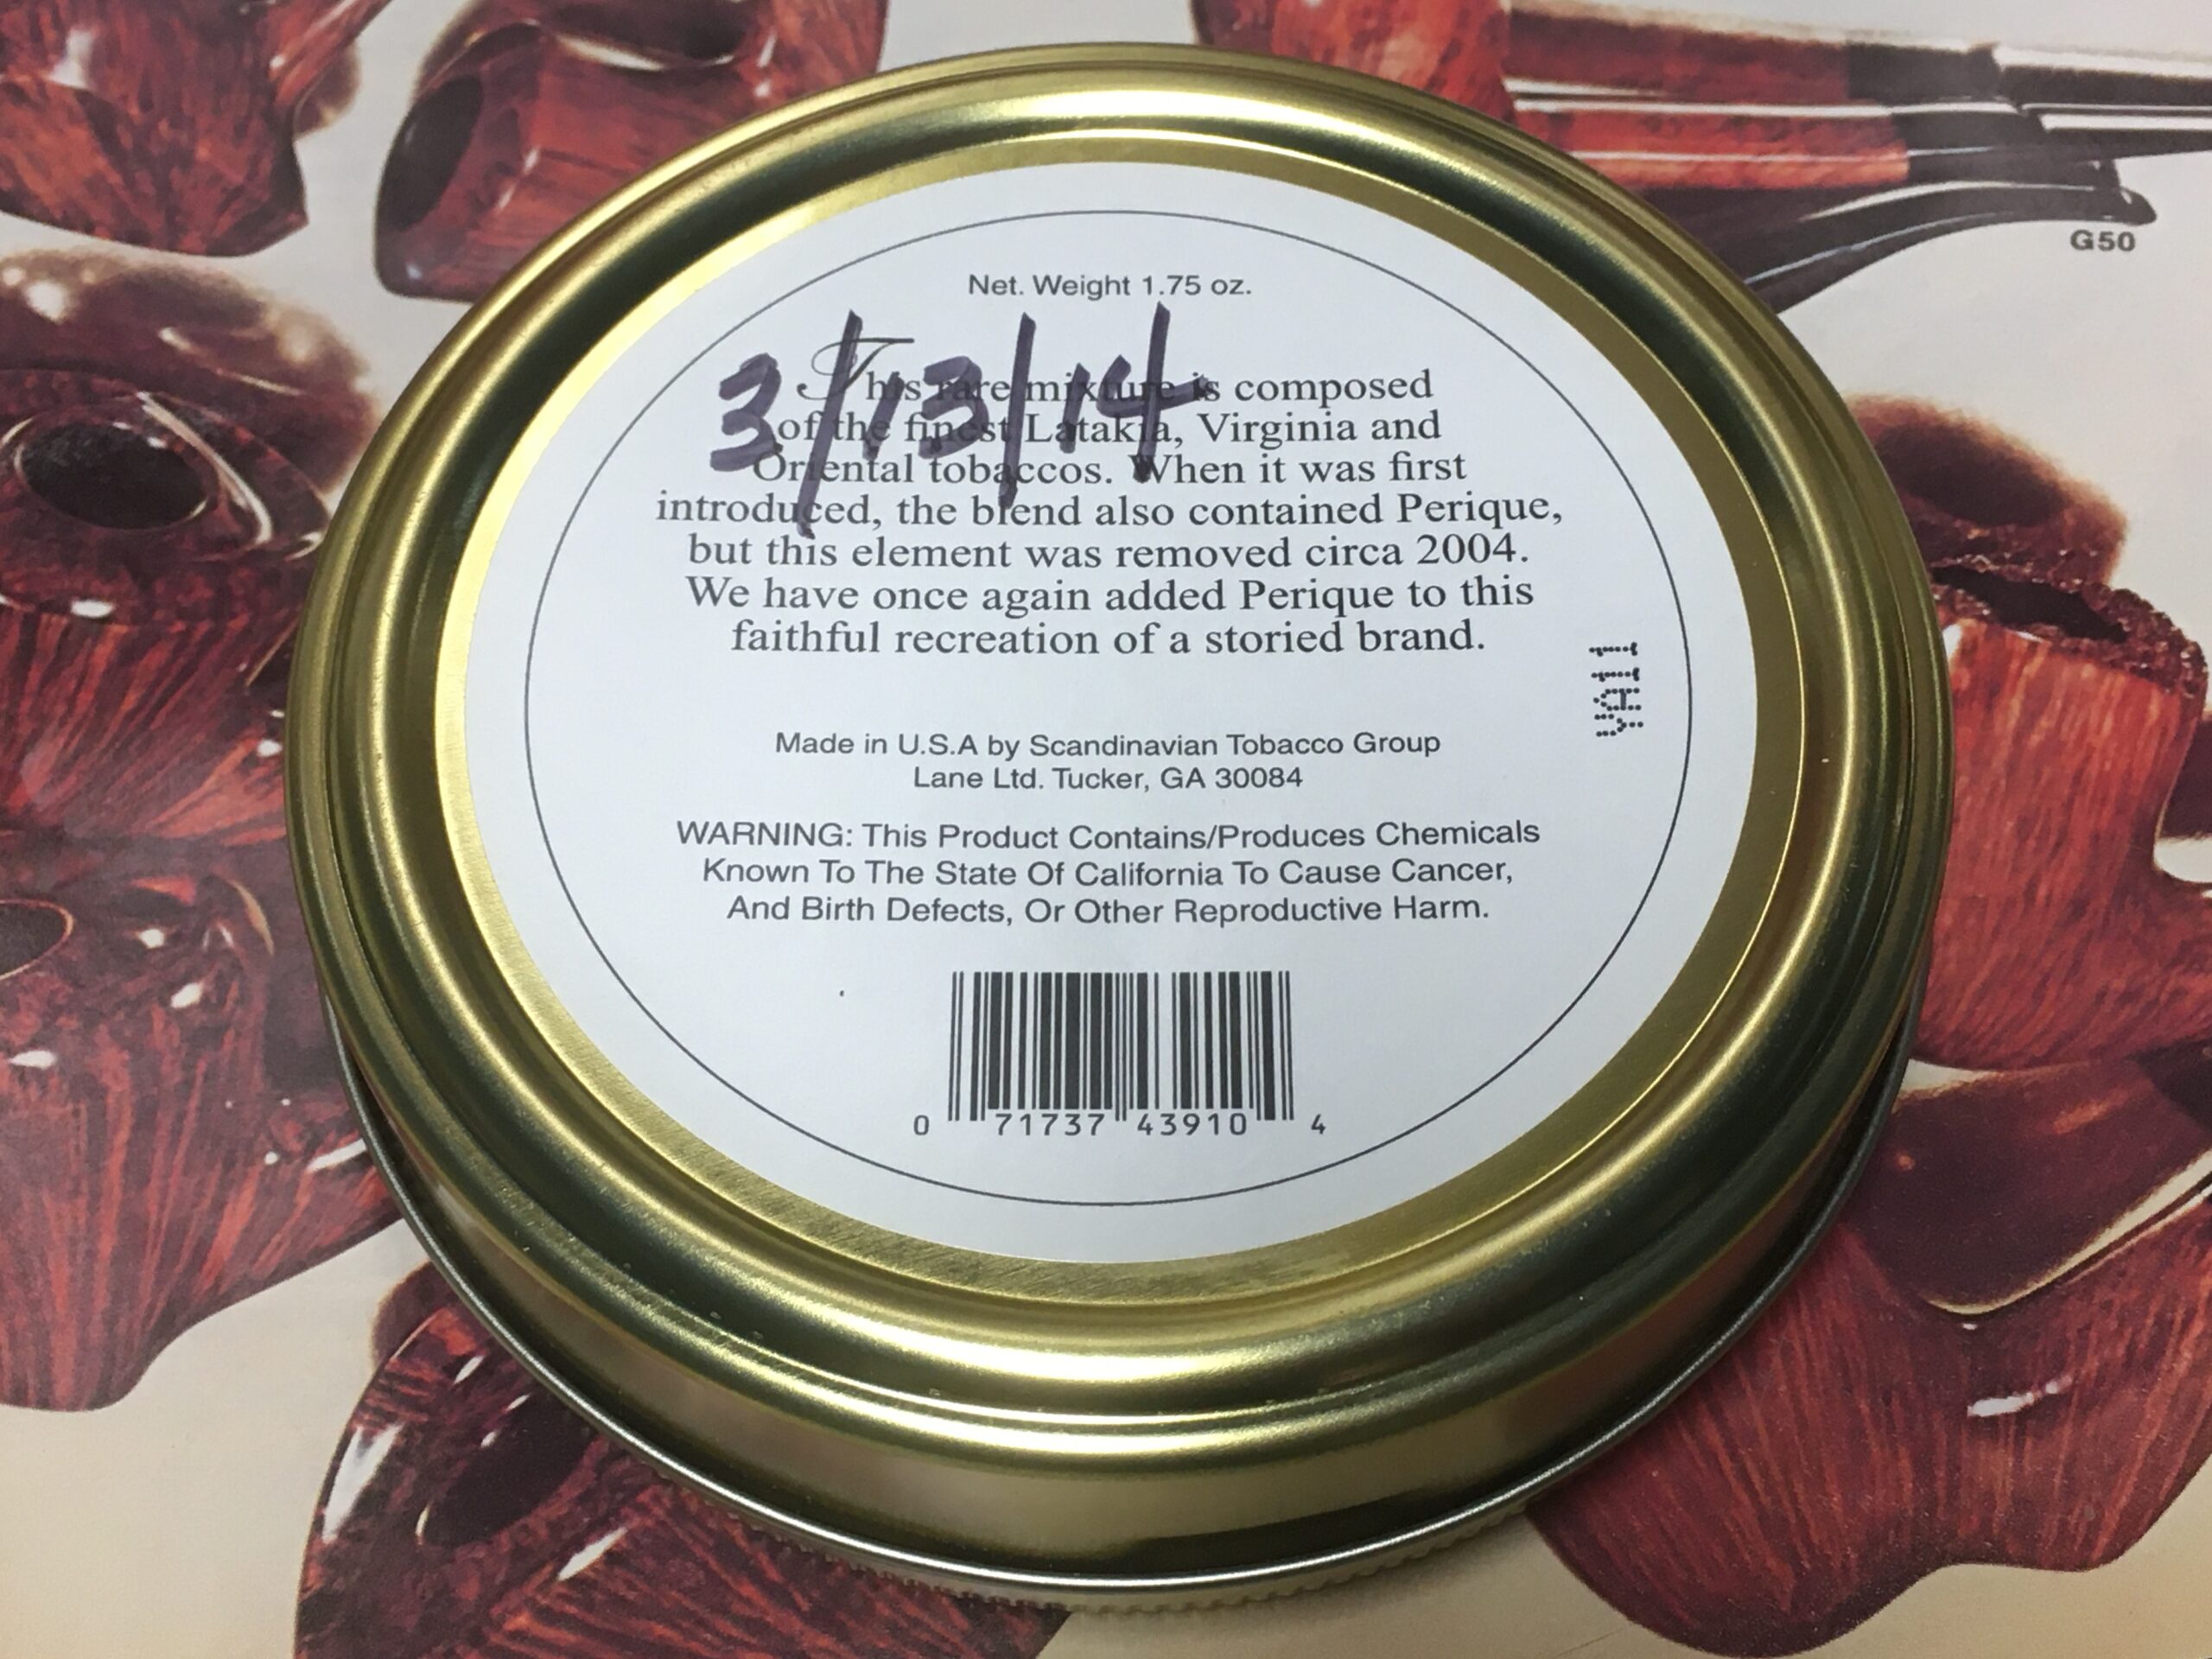 G50
Net. Weight 1.75 oz.
3/13/14
This rare mixture is composed
of the finest Latakia, Virginia and
Oriental tobaccos. When it was first
introduced, the blend also contained Perique,
but this element was removed circa 2004.
We have once again added Perique to this
faithful recreation of a storied brand.
Made in U.S.A by Scandinavian Tobacco Group
Lane Ltd. Tucker, GA 30084
WARNING: This Product Contains/Produces Chemicals
Known To The State Of California To Cause Cancer,
And Birth Defects, Or Other Reproductive Harm.
0 71737 43910 4